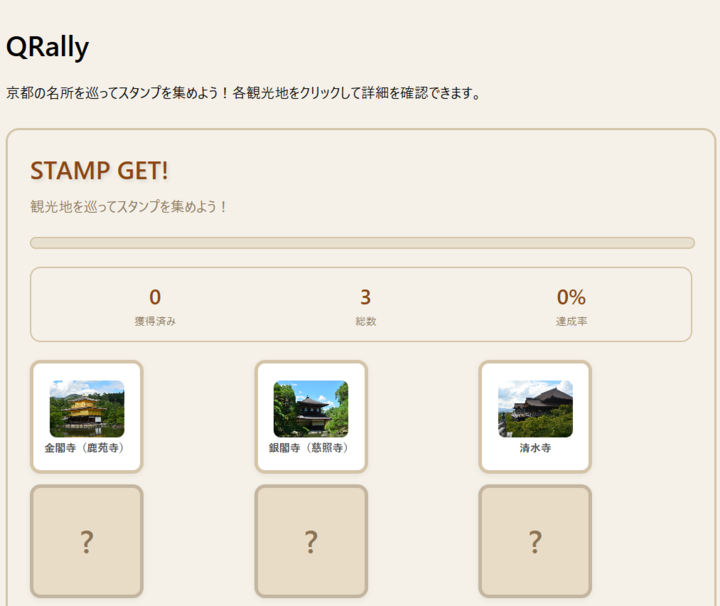 QRally
京都の名所を巡ってスタンプを集めよう！各観光地をクリックして詳細を確認できます。
STAMP GET!
観光地を巡ってスタンプを集めよう！
0
獲得済み
3
総数
0%
達成率
金閣寺（鹿苑寺）
銀閣寺（慈照寺）
清水寺
?
?
?